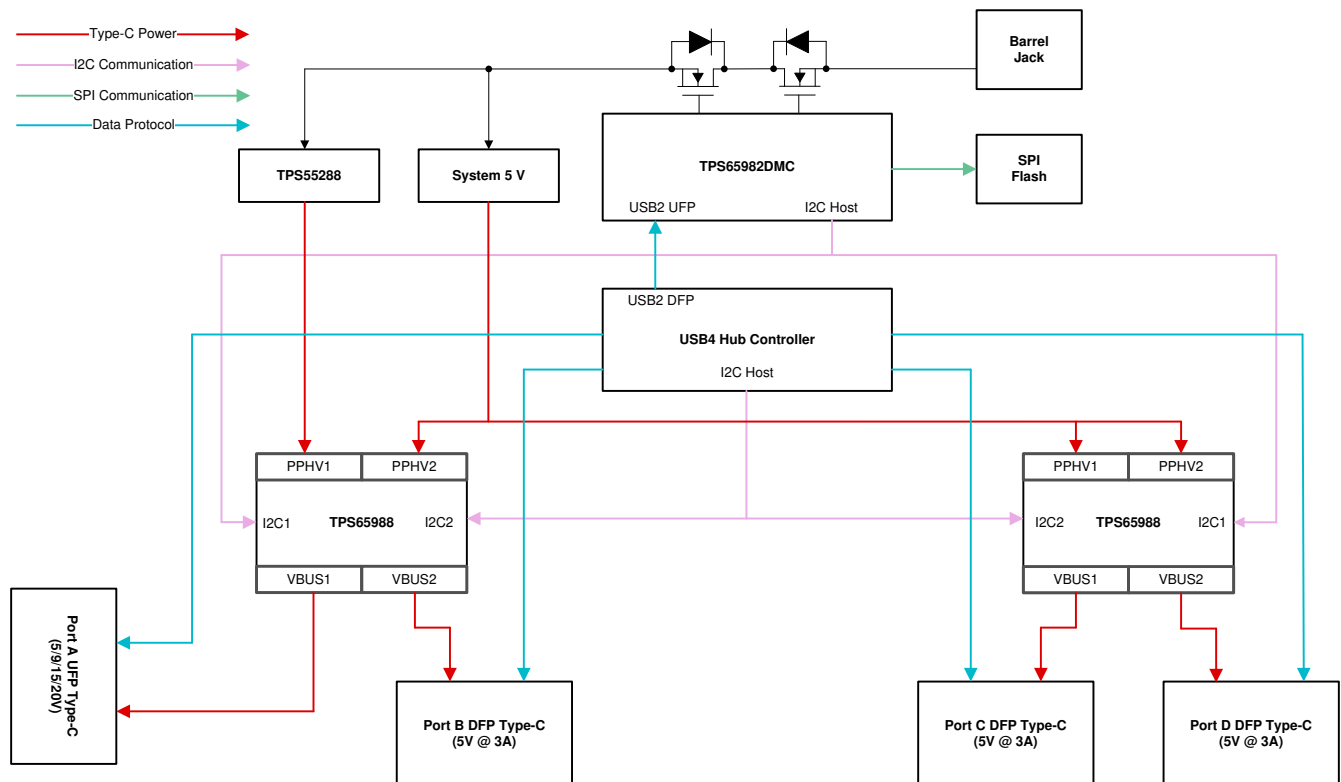 Type-C Power
I2C Communication
SPI Communication
Data Protocol
Barrel
Jack
TPS55288
System 5 V
TPS65982DMC
USB2 UFP
I2C Host
SPI
Flash
USB2 DFP
USB4 Hub Controller
I2C Host
PPHV1
PPHV2
I2C1
TPS65988
I2C2
VBUS1
VBUS2
PPHV1
PPHV2
I2C2
TPS65988
I2C1
VBUS1
VBUS2
Port A UFP Type-C
(5/9/15/20V)
Port B DFP Type-C
(5V @ 3A)
Port C DFP Type-C
(5V @ 3A)
Port D DFP Type-C
(5V @ 3A)